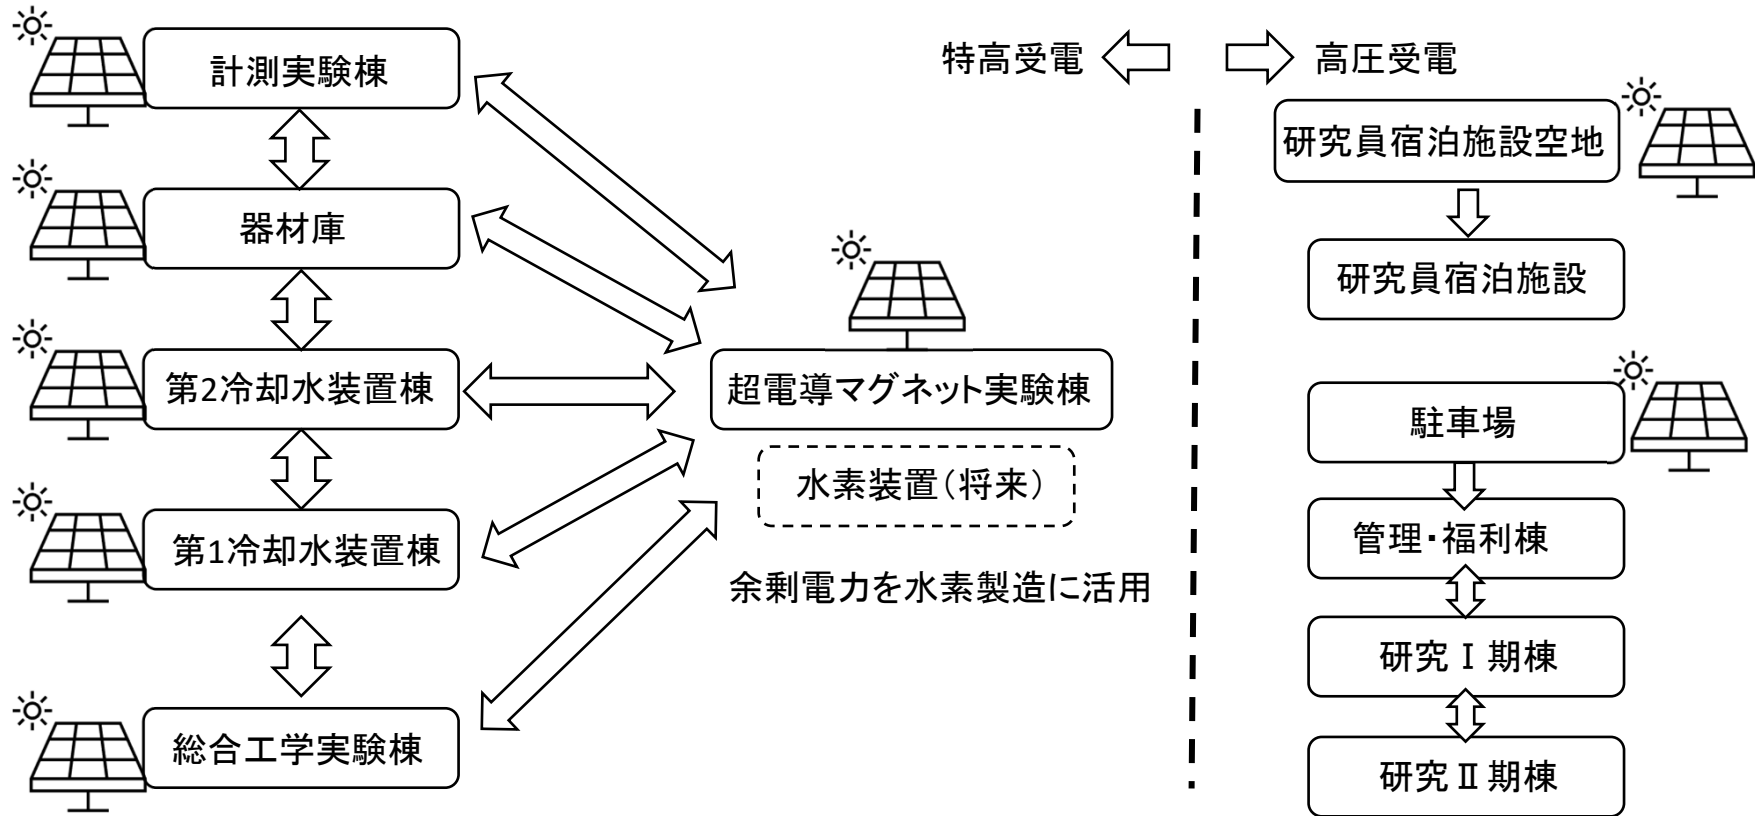 特高受電
高圧受電
計測実験棟
器材庫
第2冷却水装置棟
第1冷却水装置棟
総合工学実験棟
超電導マグネット実験棟
水素装置(将来)
余剰電力を水素製造に活用
研究員宿泊施設空地
研究員宿泊施設
駐車場
管理・福利棟
研究Ⅰ期棟
研究Ⅱ期棟